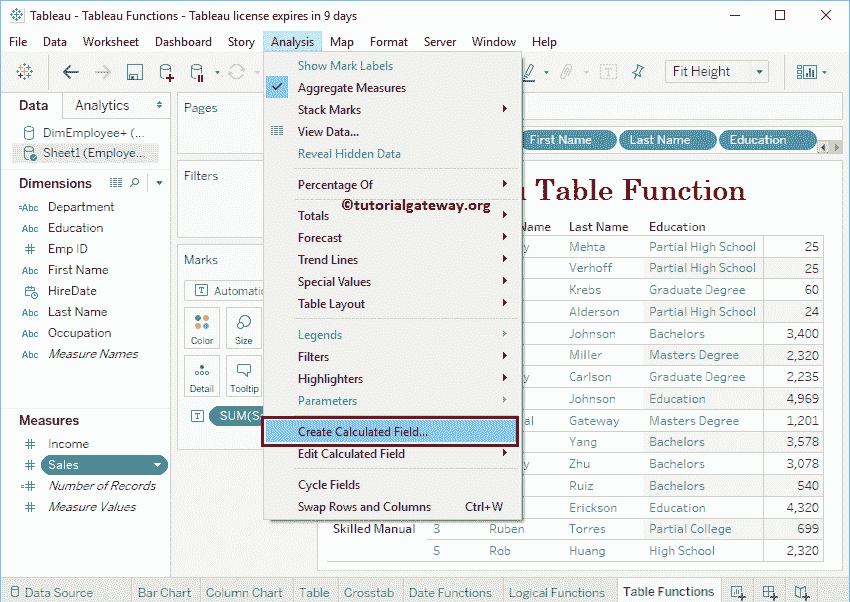 Tableau - Tableau Functions - Tableau license expires in 9 days
File Data Worksheet Dashboard Story Analysis Map Format Server Window Help
Fit Height
Data Analytics
DimEmployee+ (...
Sheet1 (Employe...
Dimensions
Abc Department
Abc Education
Emp ID
Abc First Name
HireDate
Abc Last Name
Abc Occupation
Abc Measure Names
Measures
Income
Sales
Number of Records
Measure Values
Pages
Filters
Marks
Automatic
Color Size
Detail Tooltip
SUM(S
Show Mark Labels
Aggregate Measures
Stack Marks
View Data...
Reveal Hidden Data
Percentage Of
©tutorialgateway.org
Totals
Forecast
Trend Lines
Special Values
Table Layout
Legends
Filters
Highlighters
Parameters
Create Calculated Field...
Edit Calculated Field
Cycle Fields
Swap Rows and Columns Ctrl+W
First Name Last Name Education
u Table Function
Name Last Name Education
y Mehta Partial High School 25
Verhoff Partial High School 25
Krebs Graduate Degree 60
Alderson Partial High School 24
Johnson Bachelors 3,400
Miller Masters Degree 2,320
y Carlson Graduate Degree 2,235
Johnson Education 4,969
al Gateway Masters Degree 1,201
Yang Bachelors 3,578
y Zhu Bachelors 3,078
Ruiz Bachelors 540
Erickson Education 4,320
Skilled Manual 3 Ruben Torres Partial College 699
5 Rob Huang High School 2,320
Data Source Bar Chart Column Chart Table Crosstab Date Functions Logical Functions Table Functions